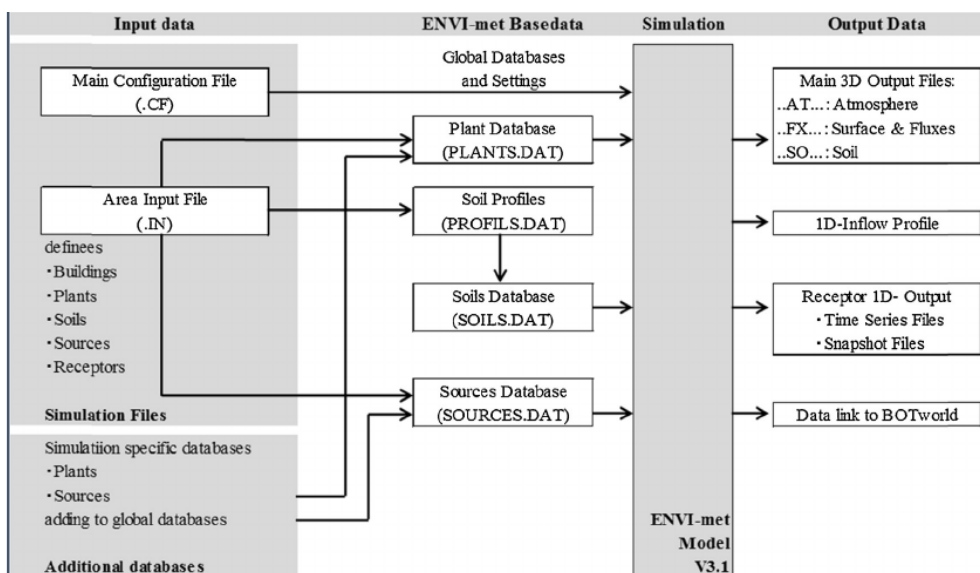 Input data
ENVI-met Basedata
Simulation
Output Data
Main Configuration File
(.CF)
Area Input File
(.IN)
definees
・Buildings
・Plants
・Soils
・Sources
・Receptors
Simulation Files
Simulatiion specific databases
・Plants
・Sources
adding to global databases
Additional databases
Global Databases
and Settings
Plant Database
(PLANTS.DAT)
Soil Profiles
(PROFILS.DAT)
Soils Database
(SOILS.DAT)
Sources Database
(SOURCES.DAT)
ENVI-met
Model
V3.1
Main 3D Output Files:
..AT...: Atmosphere
..FX...: Surface & Fluxes
..SO...: Soil
1D-Inflow Profile
Receptor 1D- Output
・Time Series Files
・Snapshot Files
Data link to BOTworld